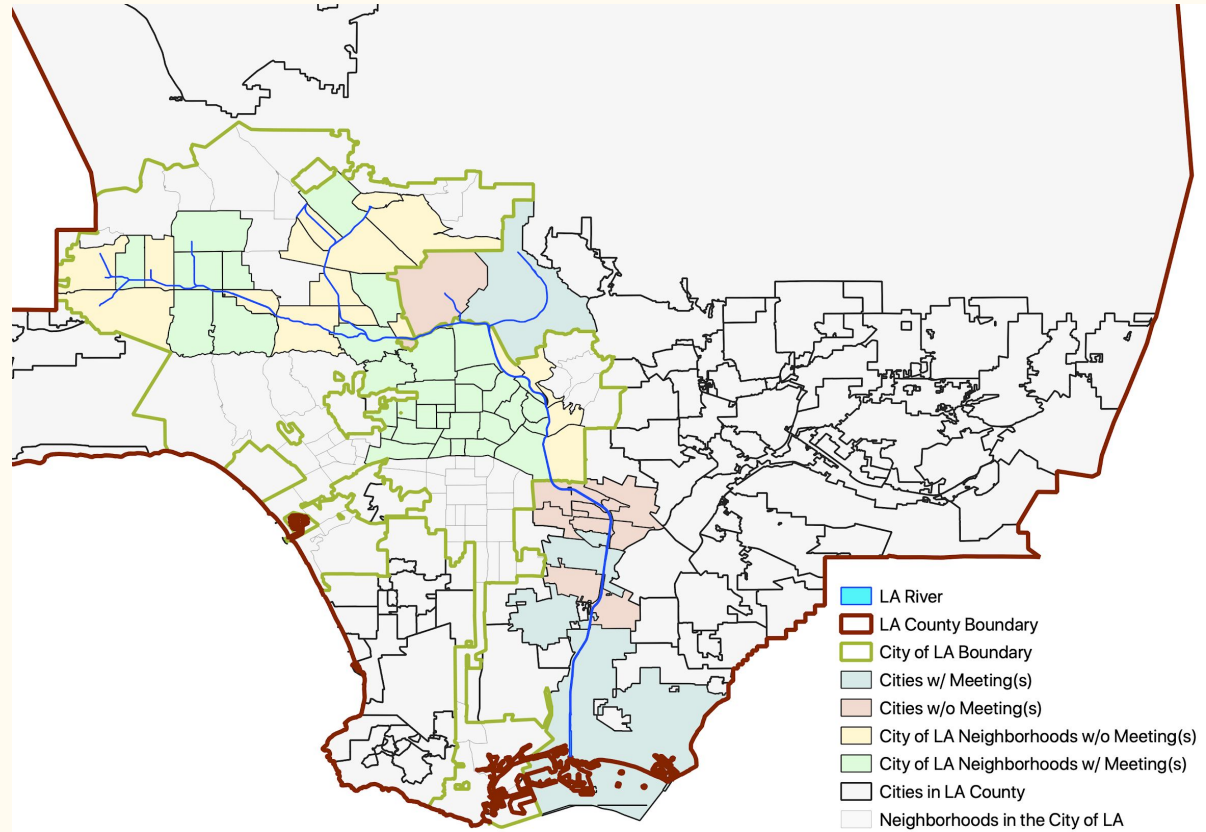 LA River
LA County Boundary
City of LA Boundary
Cities w/ Meeting(s)
Cities w/o Meeting(s)
City of LA Neighborhoods w/o Meeting(s)
City of LA Neighborhoods w/ Meeting(s)
Cities in LA County
Neighborhoods in the City of LA